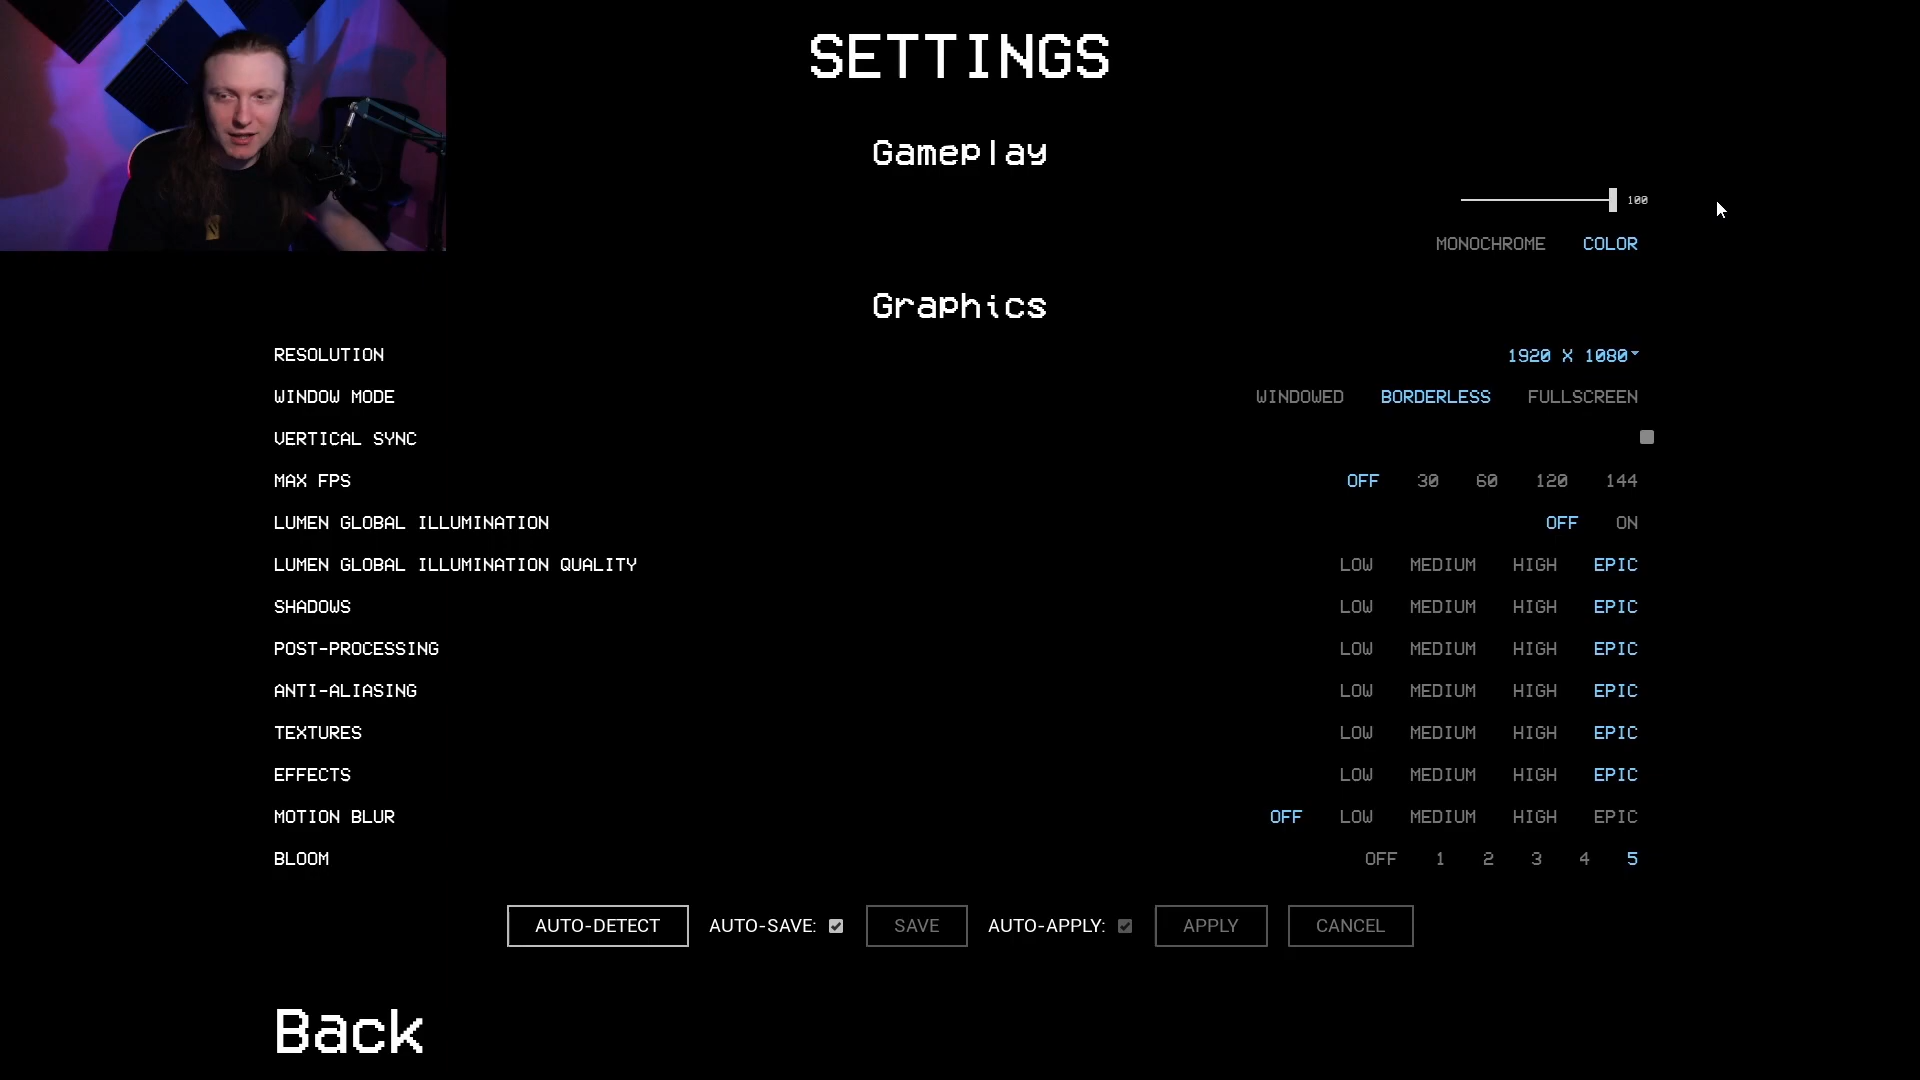 SETTINGS
Gameplay
100
MONOCHROME COLOR
Graphics
RESOLUTION 1920 X 1080
WINDOW MODE WINDOWED BORDERLESS FULLSCREEN
VERTICAL SYNC
MAX FPS OFF 30 60 120 144
LUMEN GLOBAL ILLUMINATION OFF ON
LUMEN GLOBAL ILLUMINATION QUALITY LOW MEDIUM HIGH EPIC
SHADOWS LOW MEDIUM HIGH EPIC
POST-PROCESSING LOW MEDIUM HIGH EPIC
ANTI-ALIASING LOW MEDIUM HIGH EPIC
TEXTURES LOW MEDIUM HIGH EPIC
EFFECTS LOW MEDIUM HIGH EPIC
MOTION BLUR OFF LOW MEDIUM HIGH EPIC
BLOOM OFF 1 2 3 4 5
AUTO-DETECT AUTO-SAVE: SAVE AUTO-APPLY: APPLY CANCEL
Back